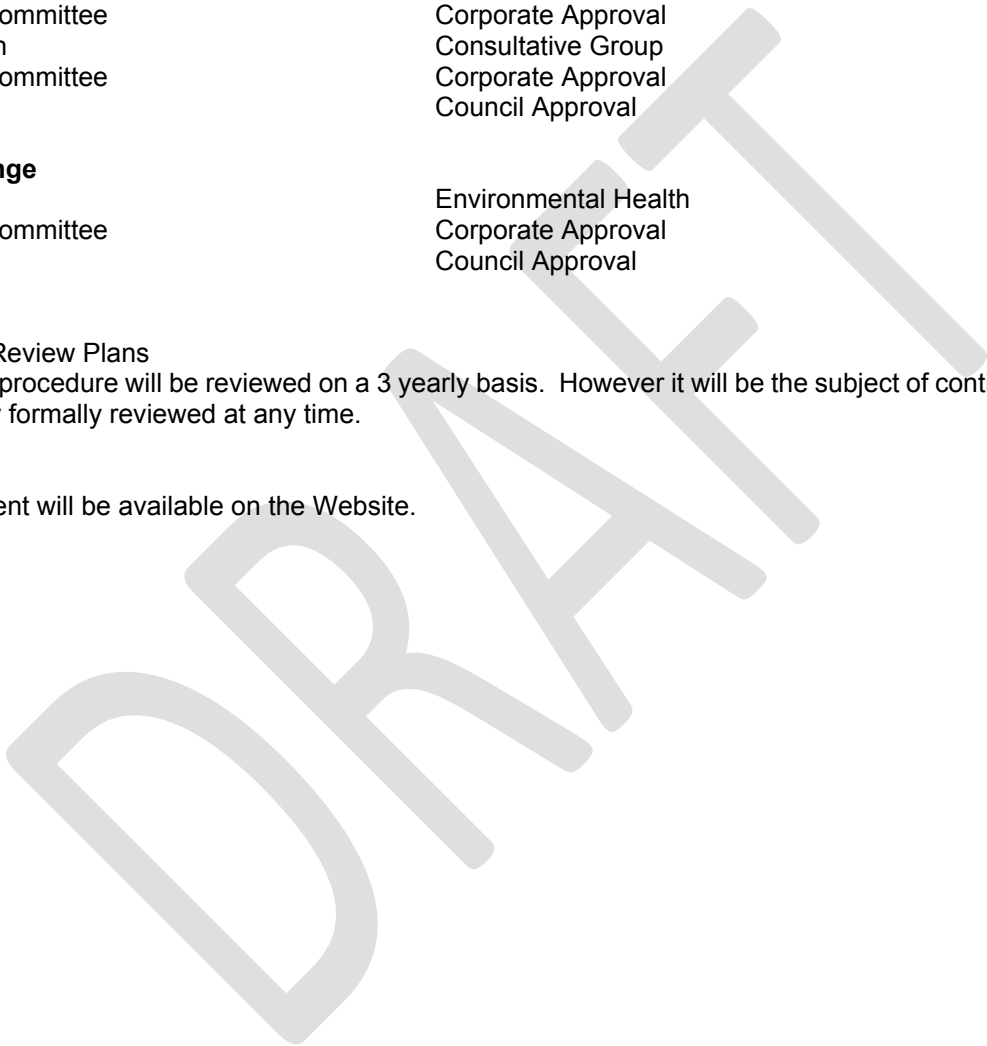 ommittee Corporate Approval
n Consultative Group
ommittee Corporate Approval
Council Approval
nge
Environmental Health
ommittee Corporate Approval
Council Approval
Review Plans
procedure will be reviewed on a 3 yearly basis.  However it will be the subject of cont
formally reviewed at any time.
ent will be available on the Website.
DRAFT